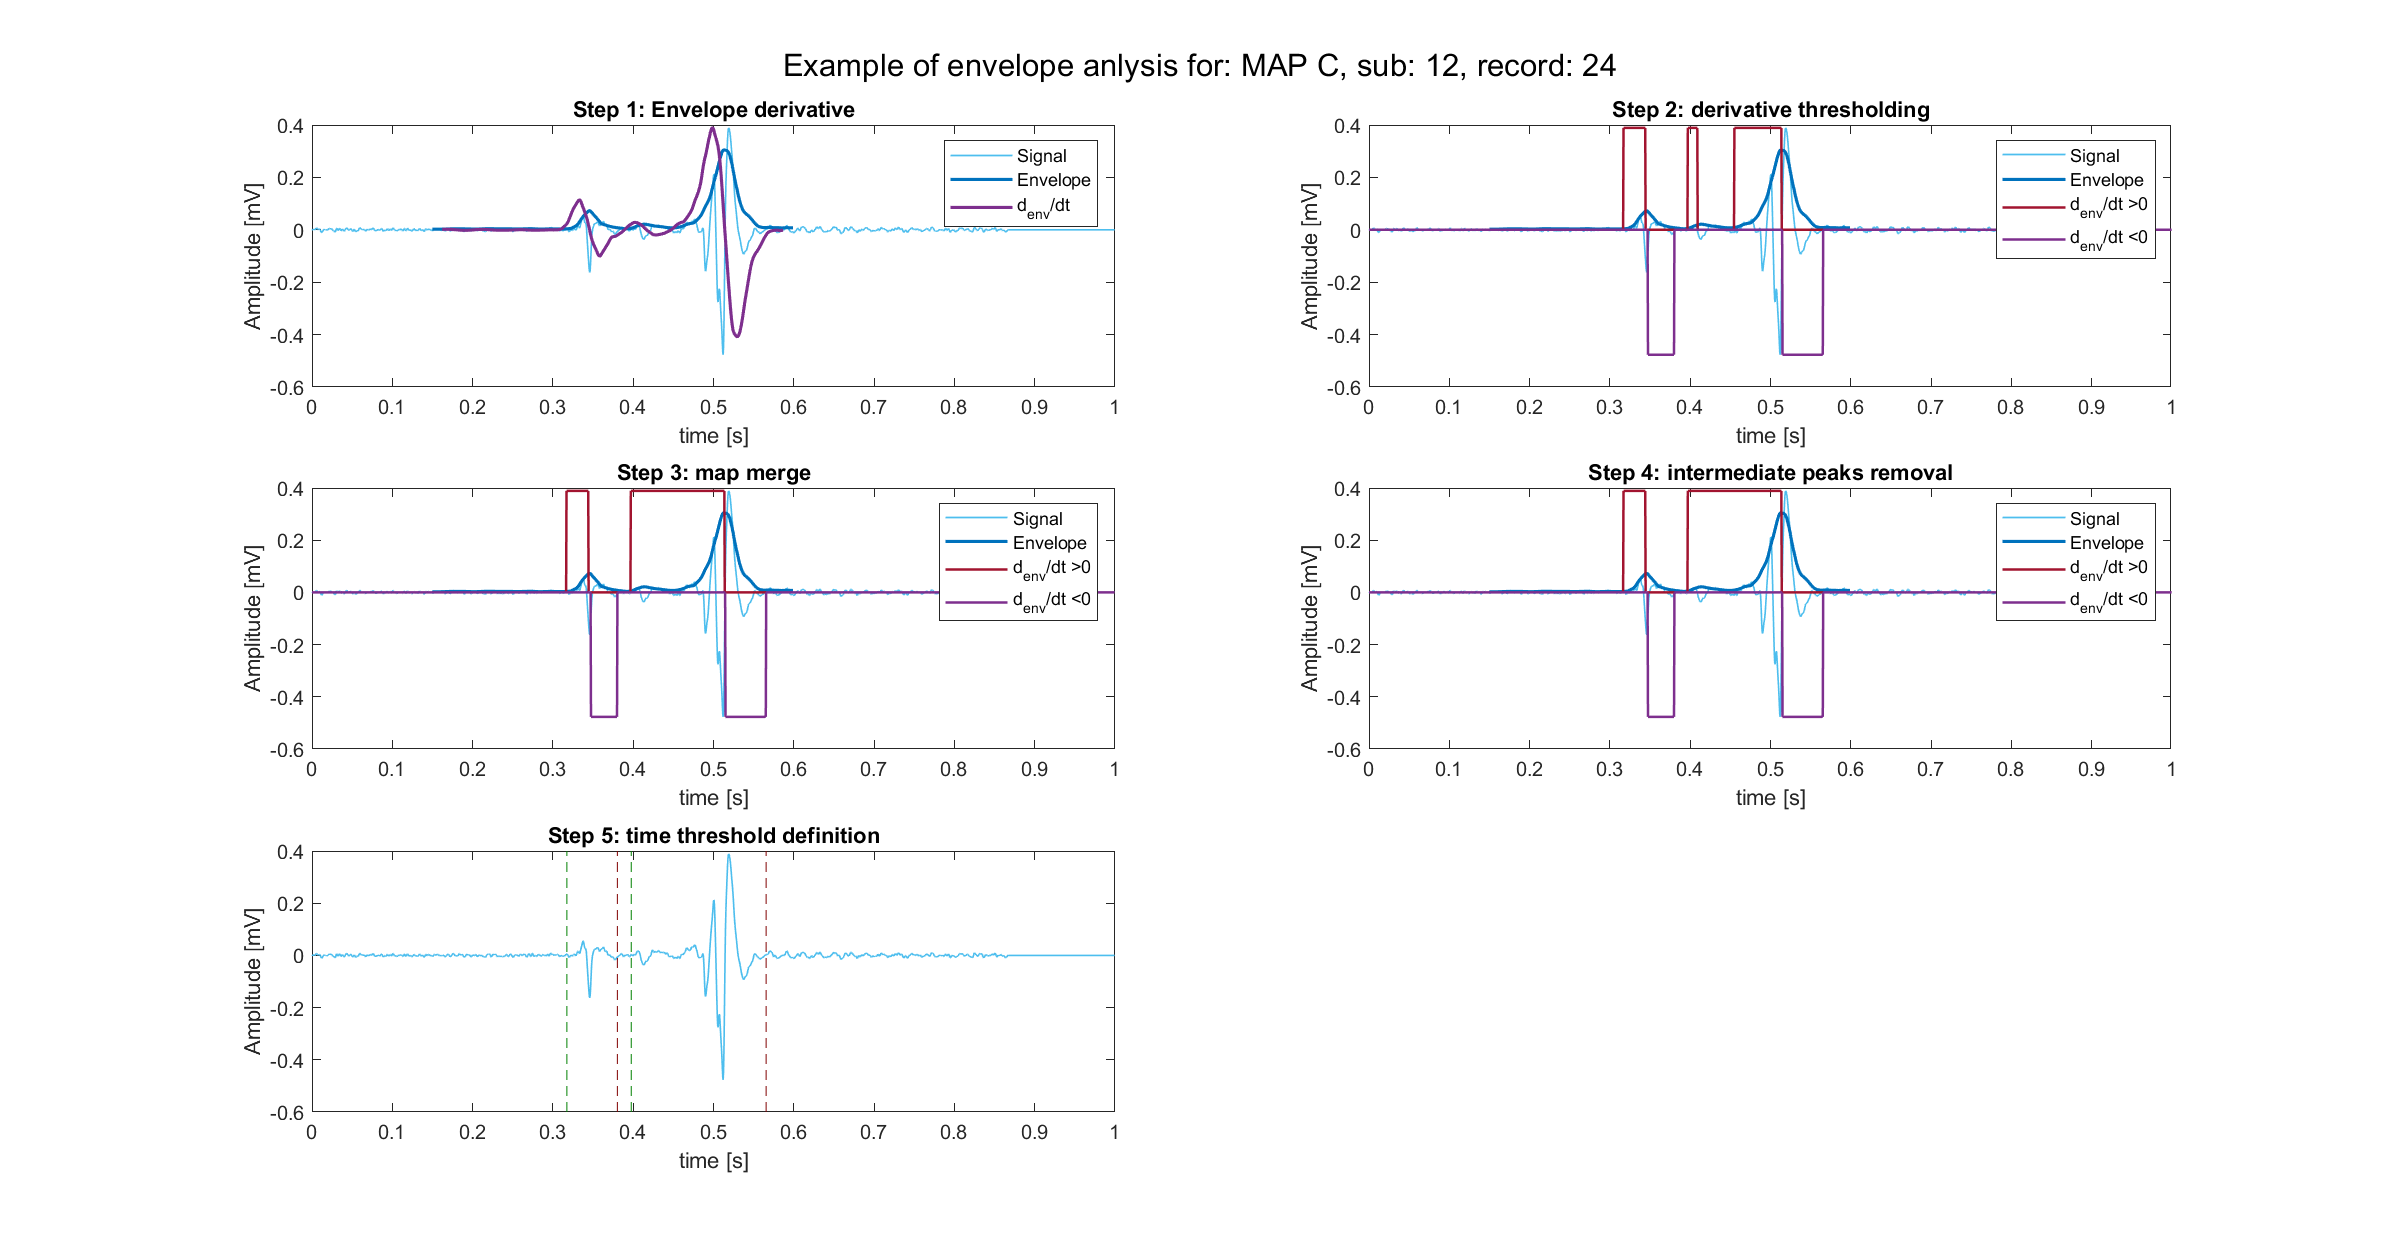 Example of envelope anlysis for: MAP C, sub: 12, record: 24
Step 1: Envelope derivative
0.4
0.2
0
-0.2
-0.4
-0.6
Amplitude [mV]
Signal
Envelope
d_env/dt
0 0.1 0.2 0.3 0.4 0.5 0.6 0.7 0.8 0.9 1
time [s]
Step 2: derivative thresholding
0.4
0.2
0
-0.2
-0.4
-0.6
Amplitude [mV]
Signal
Envelope
d_env/dt >0
d_env/dt <0
0 0.1 0.2 0.3 0.4 0.5 0.6 0.7 0.8 0.9 1
time [s]
Step 3: map merge
0.4
0.2
0
-0.2
-0.4
-0.6
Amplitude [mV]
Signal
Envelope
d_env/dt >0
d_env/dt <0
0 0.1 0.2 0.3 0.4 0.5 0.6 0.7 0.8 0.9 1
time [s]
Step 4: intermediate peaks removal
0.4
0.2
0
-0.2
-0.4
-0.6
Amplitude [mV]
Signal
Envelope
d_env/dt >0
d_env/dt <0
0 0.1 0.2 0.3 0.4 0.5 0.6 0.7 0.8 0.9 1
time [s]
Step 5: time threshold definition
0.4
0.2
0
-0.2
-0.4
-0.6
Amplitude [mV]
0 0.1 0.2 0.3 0.4 0.5 0.6 0.7 0.8 0.9 1
time [s]